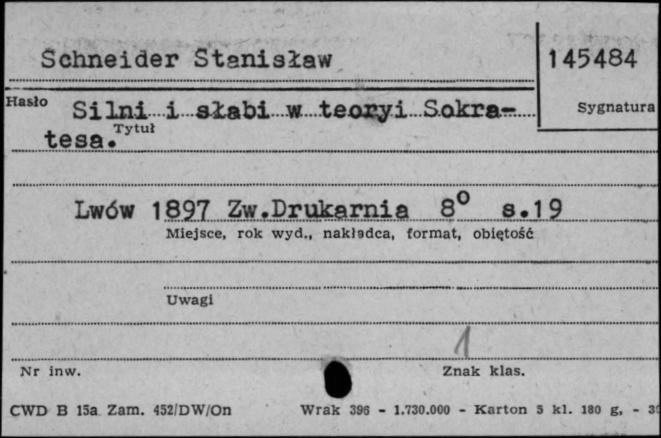 Schneider Stanisław
145484
Hasło
Sygnatura
Silni i słabi w teoryi Sokra-
Tytuł
tesa.
Lwów 1897 Zw.Drukarnia 8° s.19
Miejsce, rok wyd., nakładca, format, objętość
Uwagi
1
Nr inw.
Znak klas.
CWD B 15a Zam. 452/DW/On Wrak 396 - 1.730.000 - Karton 5 kl. 180 g, -